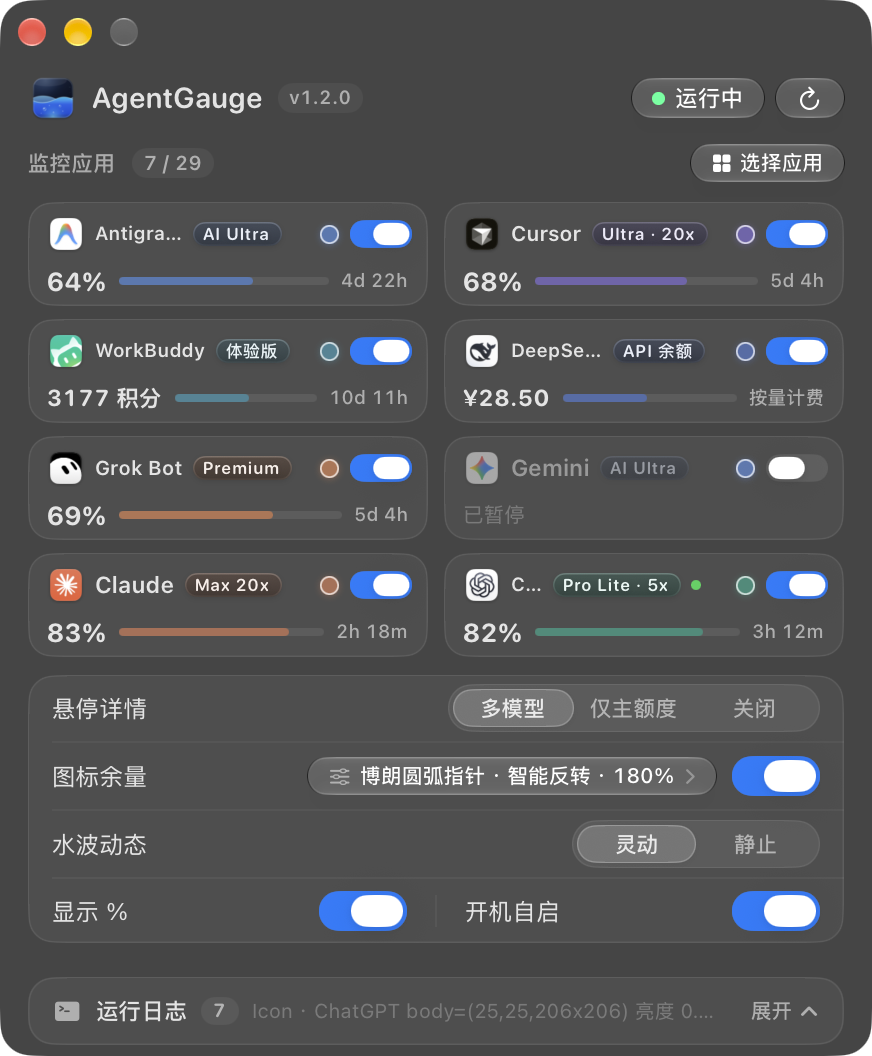 AgentGauge v1.2.0 运行中
监控应用 7 / 29 选择应用
Antigra... AI Ultra
64% 4d 22h
Cursor Ultra · 20x
68% 5d 4h
WorkBuddy 体验版
3177 积分 10d 11h
DeepSe... API 余额
¥28.50 按量计费
Grok Bot Premium
69% 5d 4h
Gemini AI Ultra
已暂停
Claude Max 20x
83% 2h 18m
C... Pro Lite · 5x
82% 3h 12m
悬停详情 多模型 仅主额度 关闭
图标余量 博朗圆弧指针 · 智能反转 · 180%
水波动态 灵动 静止
显示 % 开机自启
运行日志 7 Icon · ChatGPT body=(25,25,206x206) 亮度 0.... 展开